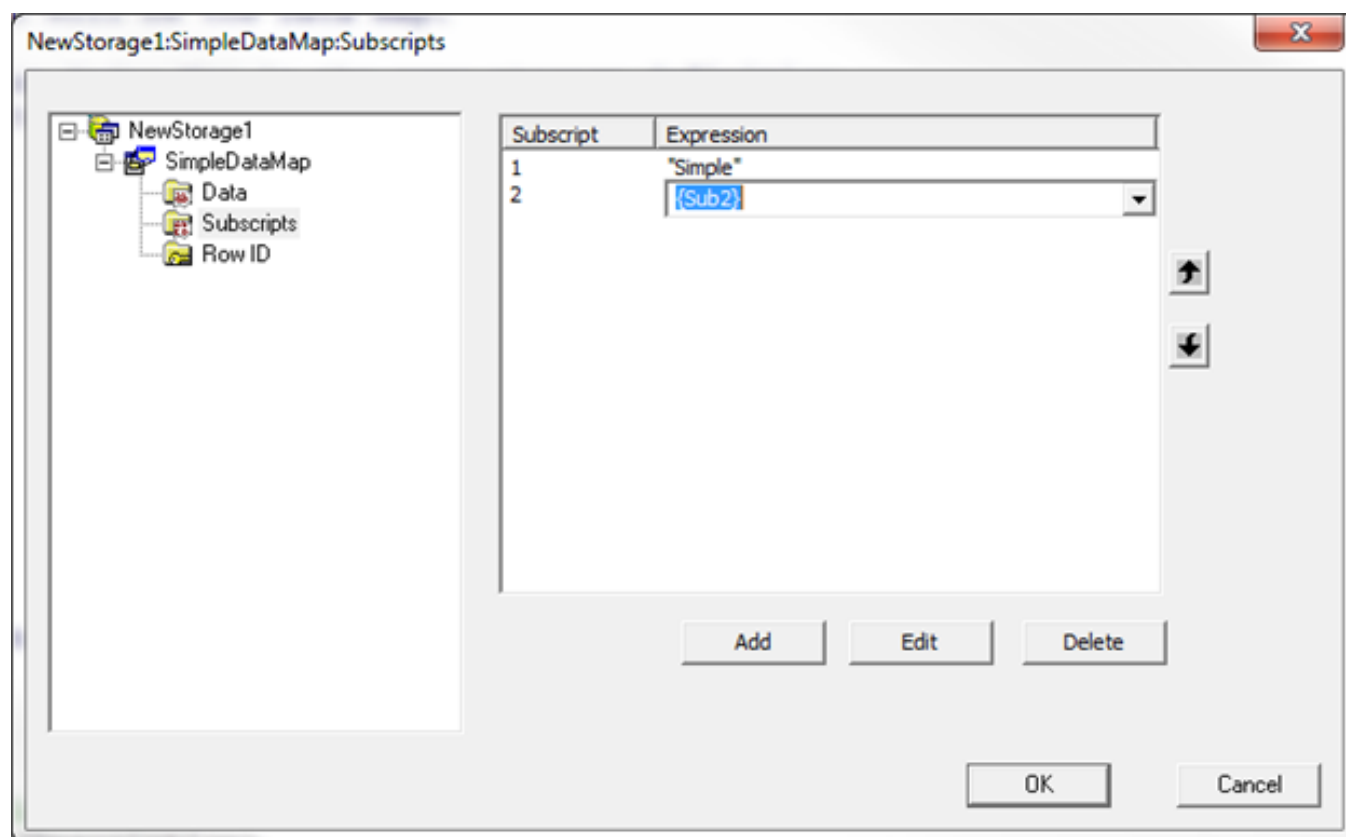 NewStorage1:SimpleDataMap:Subscripts
NewStorage1
SimpleDataMap
Data
Subscripts
Row ID
Subscript Expression
1 "Simple"
2 {Sub2}
Add Edit Delete
OK Cancel